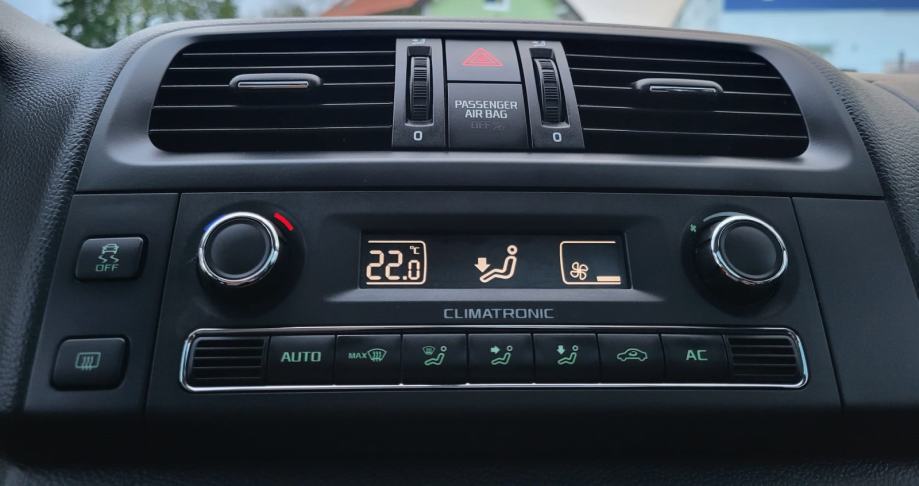 PASSENGER
AIR BAG
OFF
0
0
OFF
22.0 °C
CLIMATRONIC
AUTO
MAX
AC